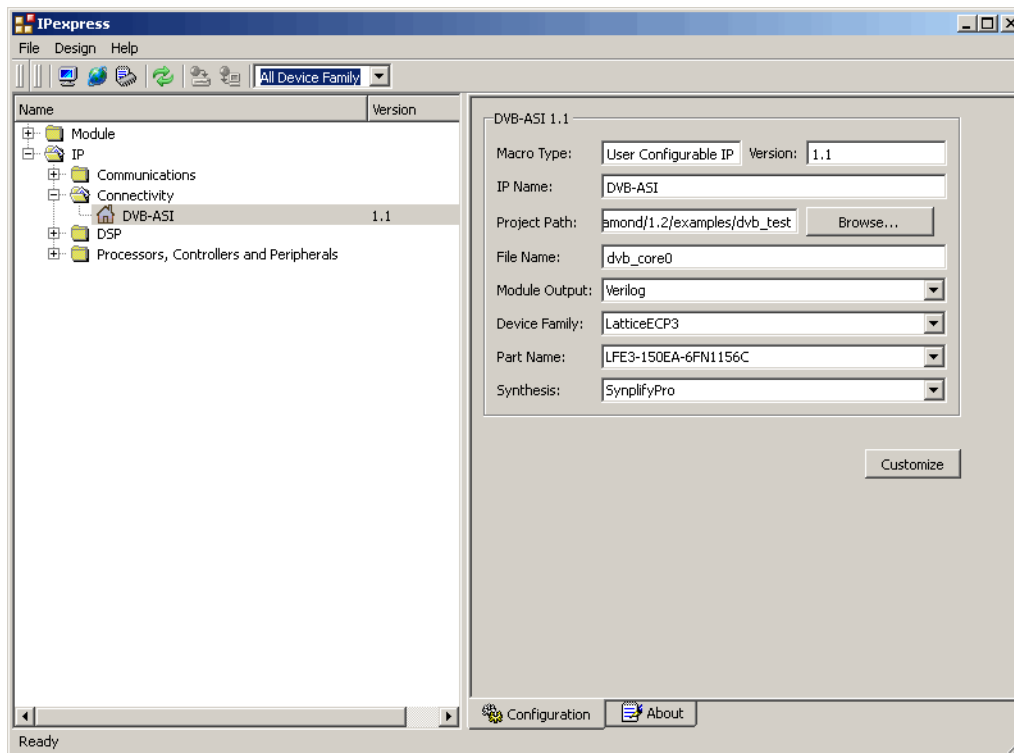 IPexpress
File Design Help
All Device Family
Name Version
Module
IP
Communications
Connectivity
DVB-ASI 1.1
DSP
Processors, Controllers and Peripherals
DVB-ASI 1.1
Macro Type: User Configurable IP Version: 1.1
IP Name: DVB-ASI
Project Path: amond/1.2/examples/dvb_test Browse...
File Name: dvb_core0
Module Output: Verilog
Device Family: LatticeECP3
Part Name: LFE3-150EA-6FN1156C
Synthesis: SynplifyPro
Customize
Configuration About
Ready